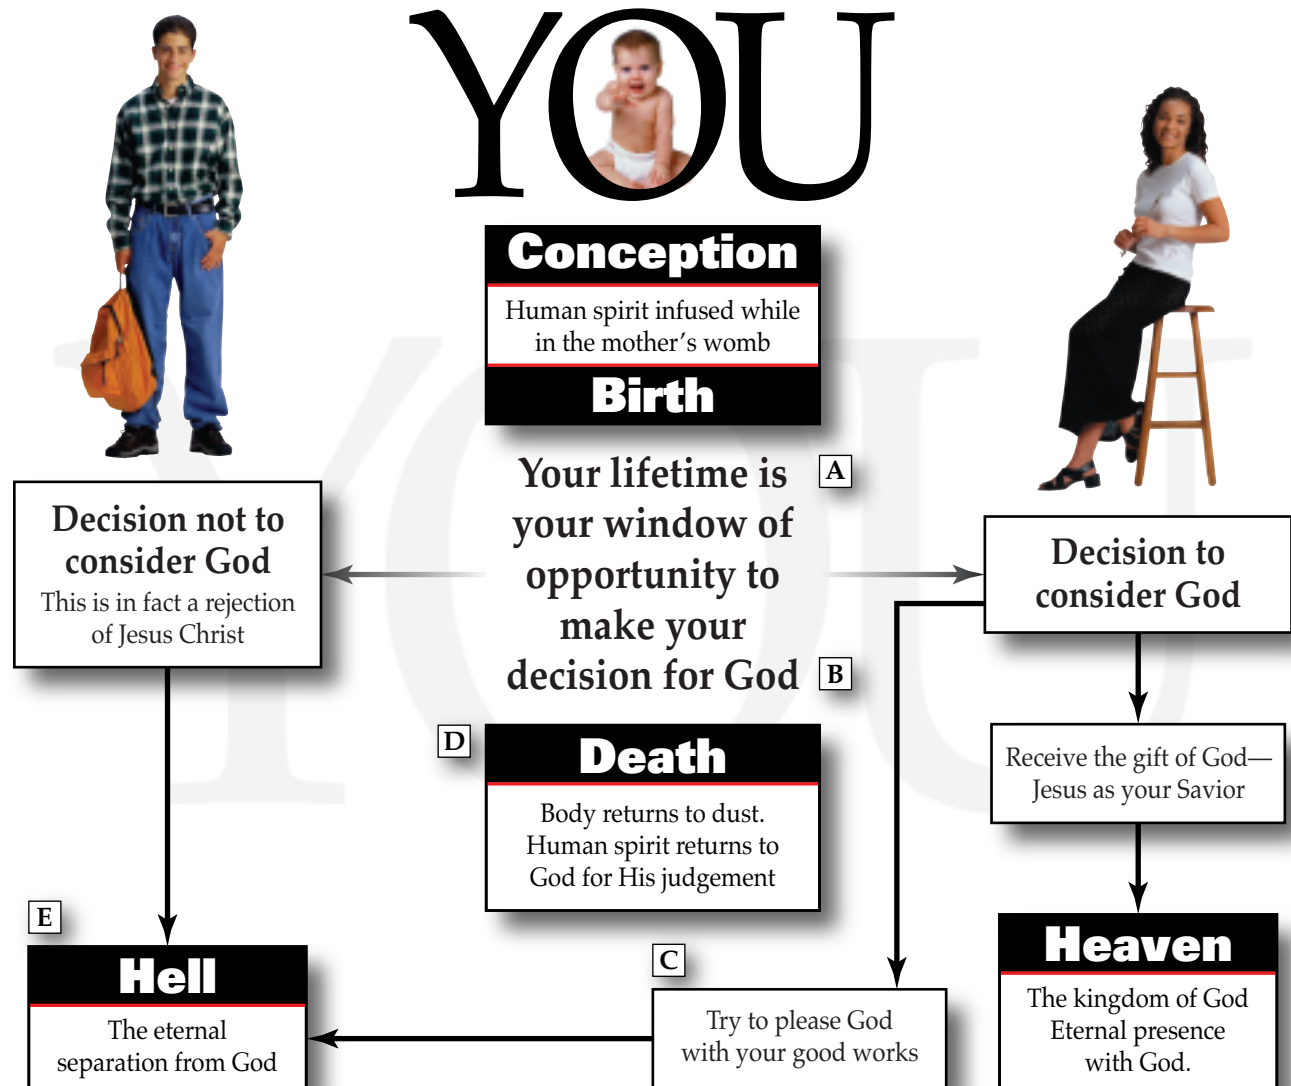 YOU
Conception
Human spirit infused while
in the mother's womb
Birth
Your lifetime is
your window of
opportunity to
make your
decision for God
A
B
Decision not to
consider God
This is in fact a rejection
of Jesus Christ
Decision to
consider God
Receive the gift of God—
Jesus as your Savior
D
Death
Body returns to dust.
Human spirit returns to
God for His judgement
E
Hell
The eternal
separation from God
C
Try to please God
with your good works
Heaven
The kingdom of God
Eternal presence
with God.
YOU